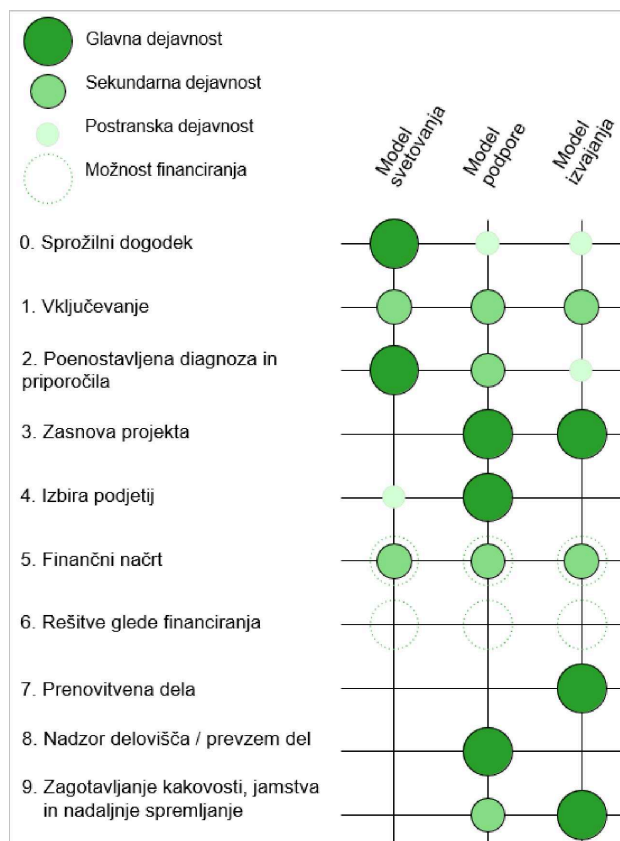 Glavna dejavnost
Sekundarna dejavnost
Postranska dejavnost
Možnost financiranja
Model
svetovanja
Model
podpore
Model
izvajanja
0. Sprožilni dogodek
1. Vključevanje
2. Poenostavljena diagnoza in
priporočila
3. Zasnova projekta
4. Izbira podjetij
5. Finančni načrt
6. Rešitve glede financiranja
7. Prenovitvena dela
8. Nadzor delovišča / prevzem del
9. Zagotavljanje kakovosti, jamstva
in nadaljnje spremljanje